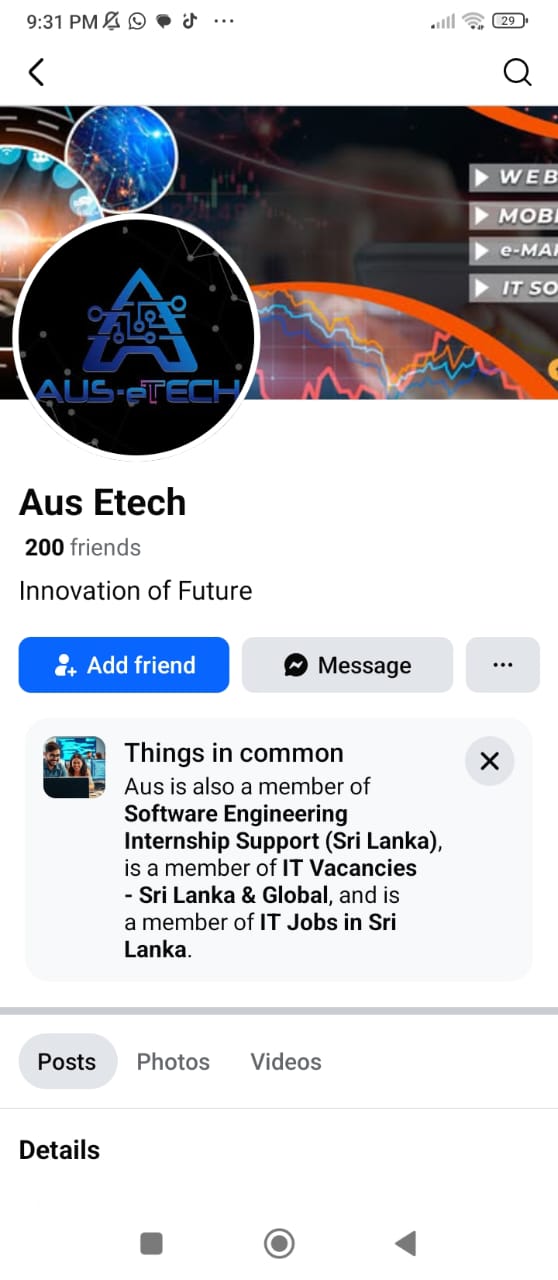 9:31 PM
29
WEB
MOBI
e-MAR
IT SO
AUS-eTECH
Aus Etech
200 friends
Innovation of Future
Add friend
Message
Things in common
Aus is also a member of
Software Engineering
Internship Support (Sri Lanka),
is a member of IT Vacancies
- Sri Lanka & Global, and is
a member of IT Jobs in Sri
Lanka.
Posts
Photos
Videos
Details